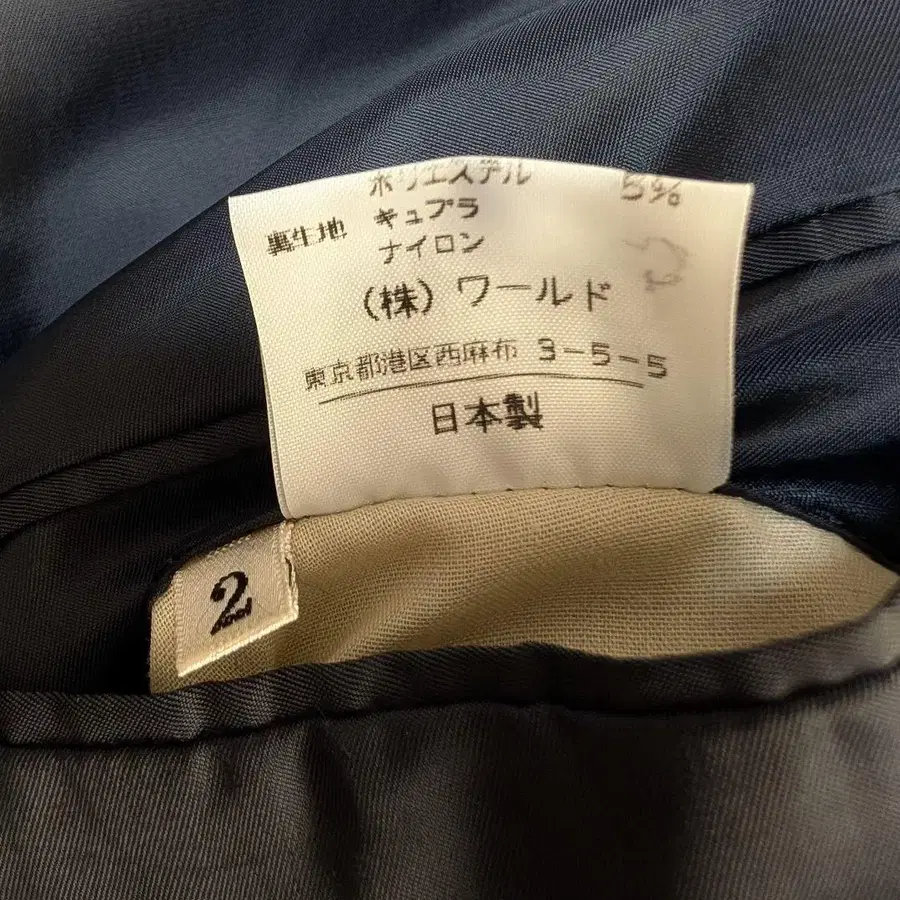 ポリエステル 5%
裏生地 キュプラ
ナイロン
(株) ワールド
東京都港区西麻布 3-5-5
日本製
2